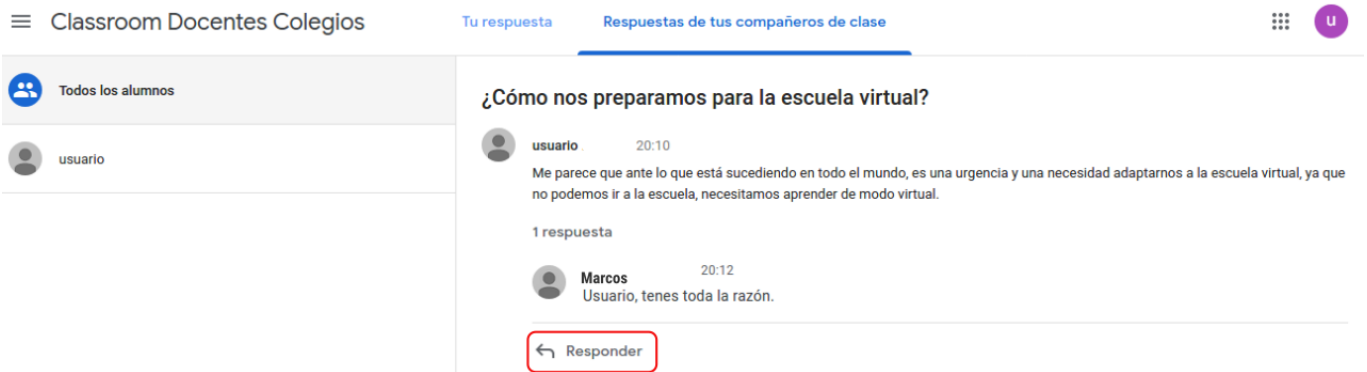 Classroom Docentes Colegios
Tu respuesta
Respuestas de tus compañeros de clase
u
Todos los alumnos
usuario
¿Cómo nos preparamos para la escuela virtual?
usuario 20:10
Me parece que ante lo que está sucediendo en todo el mundo, es una urgencia y una necesidad adaptarnos a la escuela virtual, ya que
no podemos ir a la escuela, necesitamos aprender de modo virtual.
1 respuesta
Marcos 20:12
Usuario, tenes toda la razón.
Responder